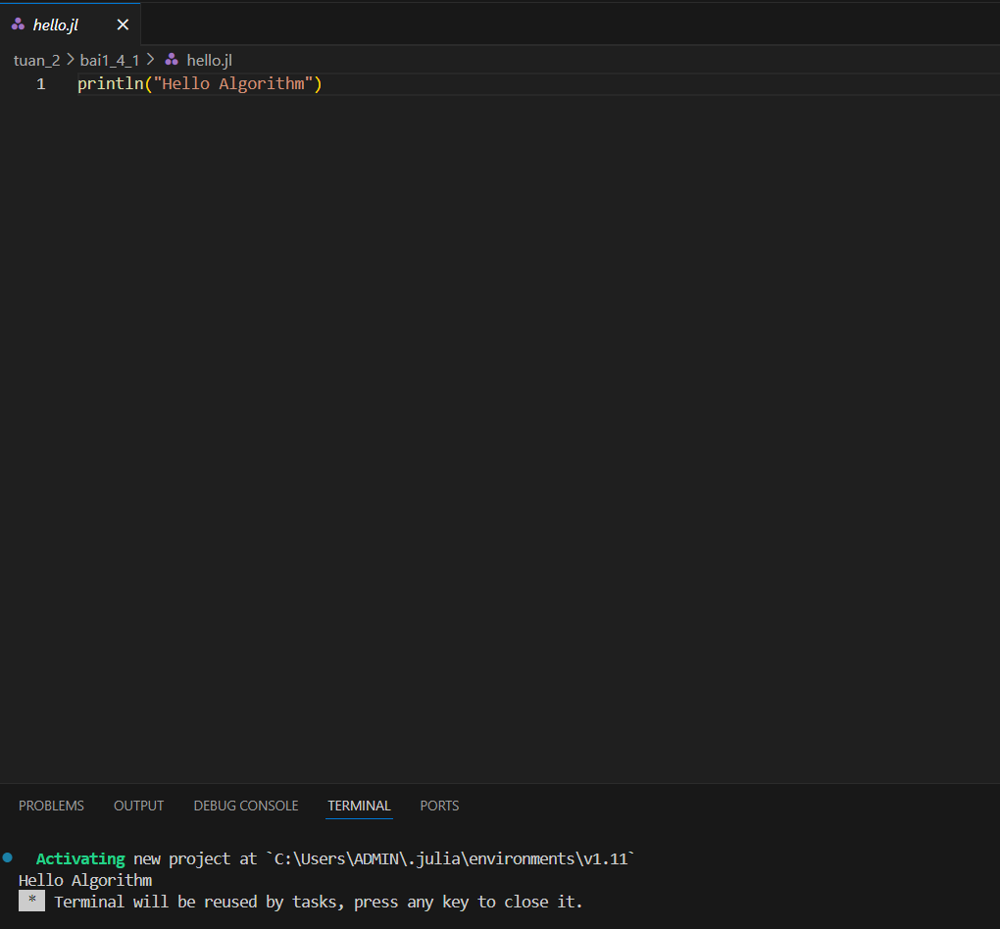 hello.jl
tuan_2 > bai1_4_1 > hello.jl
1 println("Hello Algorithm")
PROBLEMS OUTPUT DEBUG CONSOLE TERMINAL PORTS
Activating new project at `C:\Users\ADMIN\.julia\environments\v1.11`
Hello Algorithm
* Terminal will be reused by tasks, press any key to close it.